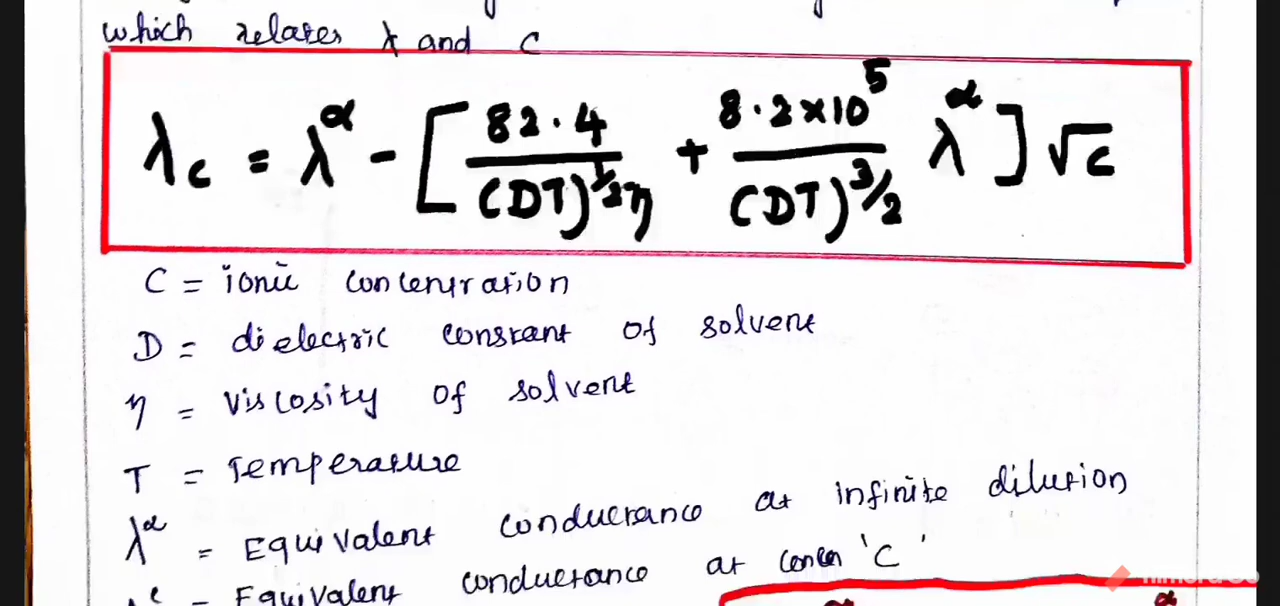 which relates λ and C
λc = λ^α - [ 82.4 / (DT)^1/2 η + 8.2×10^5 / (DT)^3/2 λ^α ] √c
C = ionic concentration
D = dielectric constant of solvent
η = Viscosity of solvent
T = Temperature
λ^α = Equivalent conductance at infinite dilution
= Equivalent conductance at concn 'C'